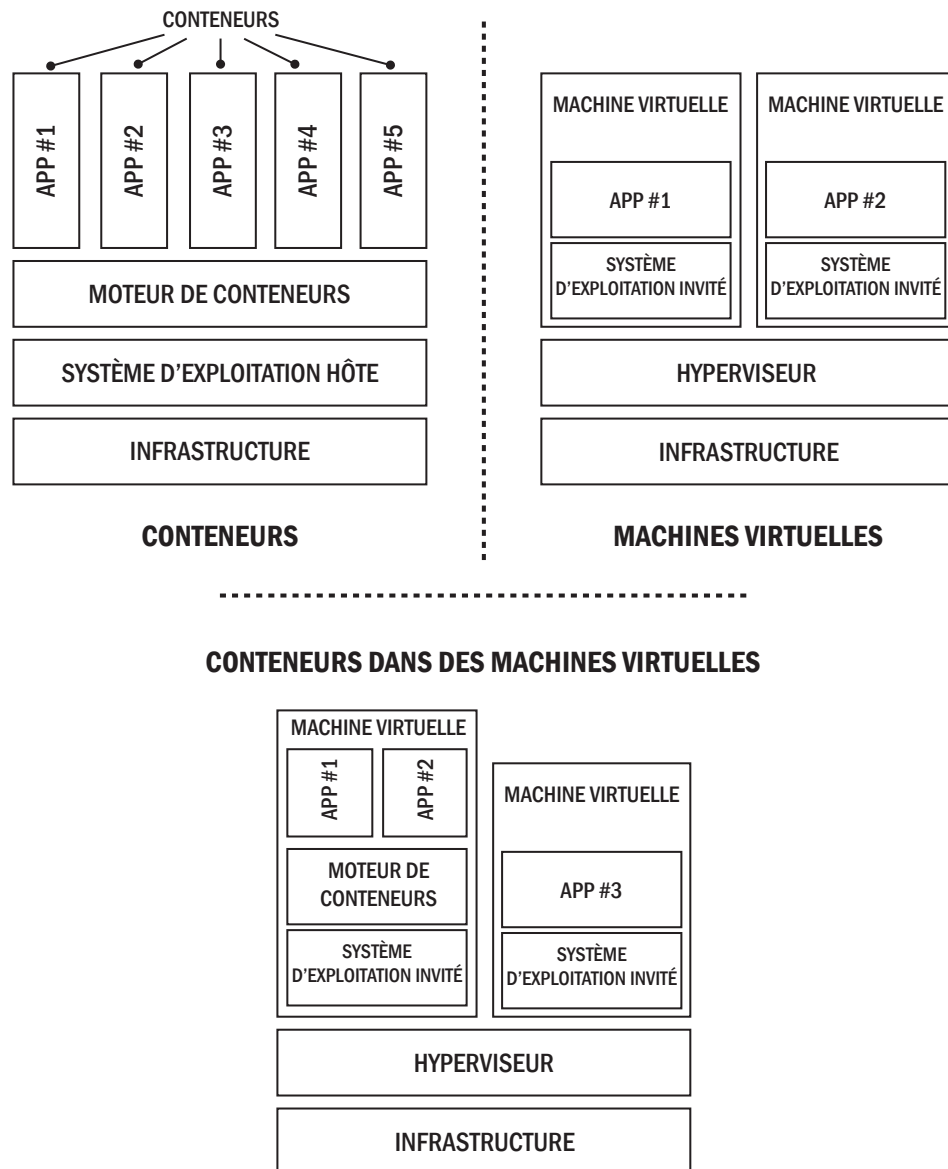 CONTENEURS
APP #1
APP #2
APP #3
APP #4
APP #5
MOTEUR DE CONTENEURS
SYSTÈME D'EXPLOITATION HÔTE
INFRASTRUCTURE
CONTENEURS
MACHINE VIRTUELLE
APP #1
SYSTÈME
D’EXPLOITATION INVITÉ
MACHINE VIRTUELLE
APP #2
SYSTÈME
D’EXPLOITATION INVITÉ
HYPERVISEUR
INFRASTRUCTURE
MACHINES VIRTUELLES
CONTENEURS DANS DES MACHINES VIRTUELLES
MACHINE VIRTUELLE
APP #1
APP #2
MOTEUR DE
CONTENEURS
SYSTÈME
D’EXPLOITATION INVITÉ
MACHINE VIRTUELLE
APP #3
SYSTÈME
D’EXPLOITATION INVITÉ
HYPERVISEUR
INFRASTRUCTURE